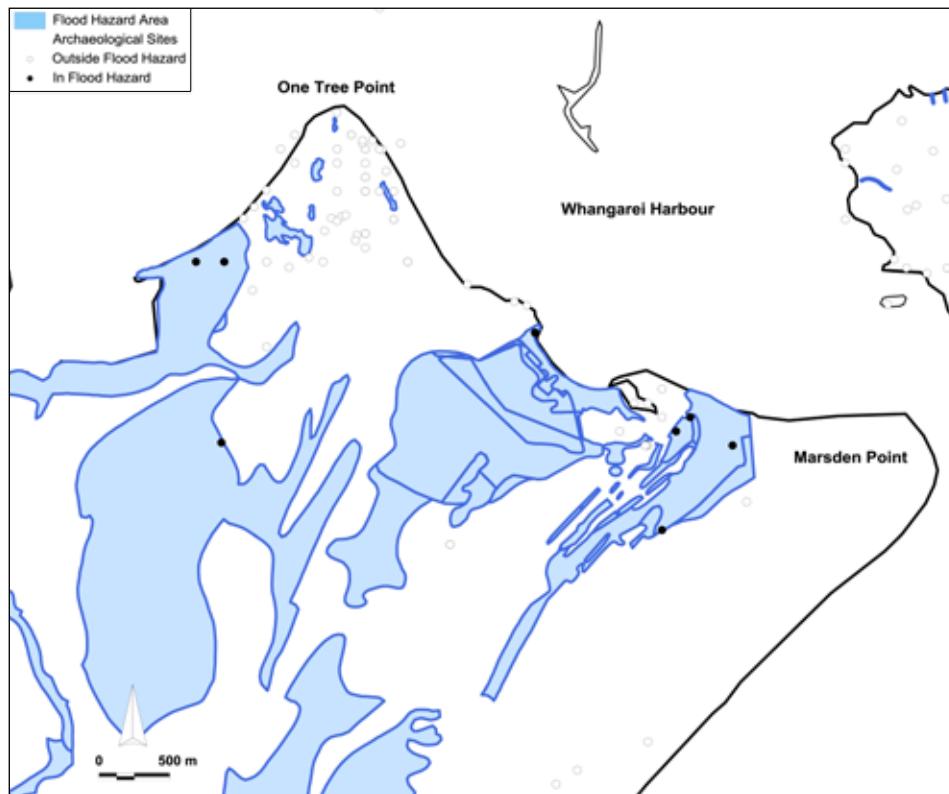 Flood Hazard Area
Archaeological Sites
Outside Flood Hazard
In Flood Hazard
One Tree Point
Whangarei Harbour
Marsden Point
0 500 m